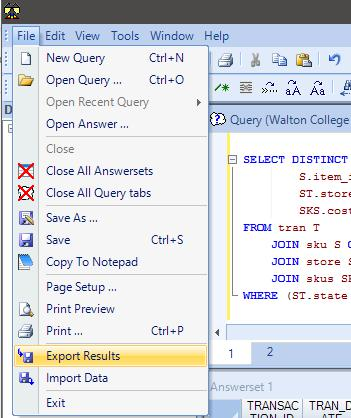 File Edit View Tools Window Help
New Query Ctrl+N
Open Query ... Ctrl+O
Open Recent Query
Open Answer ...
Close
Close All Answersets
Close All Query tabs
Save As ...
Save Ctrl+S
Copy To Notepad
Page Setup ...
Print Preview
Print ... Ctrl+P
Export Results
Import Data
Exit
Query (Walton College
SELECT DISTINCT
S.item_
ST.store
SKS.cost
FROM tran T
JOIN sku S
JOIN store S
JOIN skus SK
WHERE (ST.state
1 2
Answerset 1
TRANSAC TRAN_D
TION_ID ATE